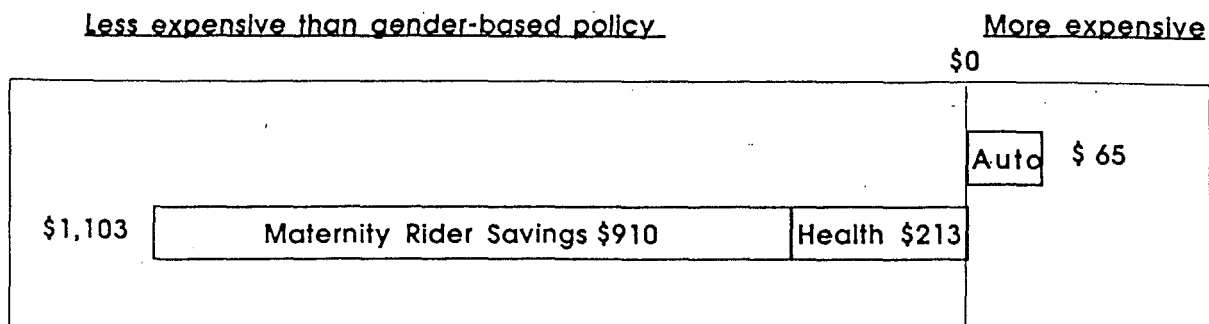 Less expensive than gender-based policy More expensive
$0
Auto $ 65
$1,103 Maternity Rider Savings $910 Health $213